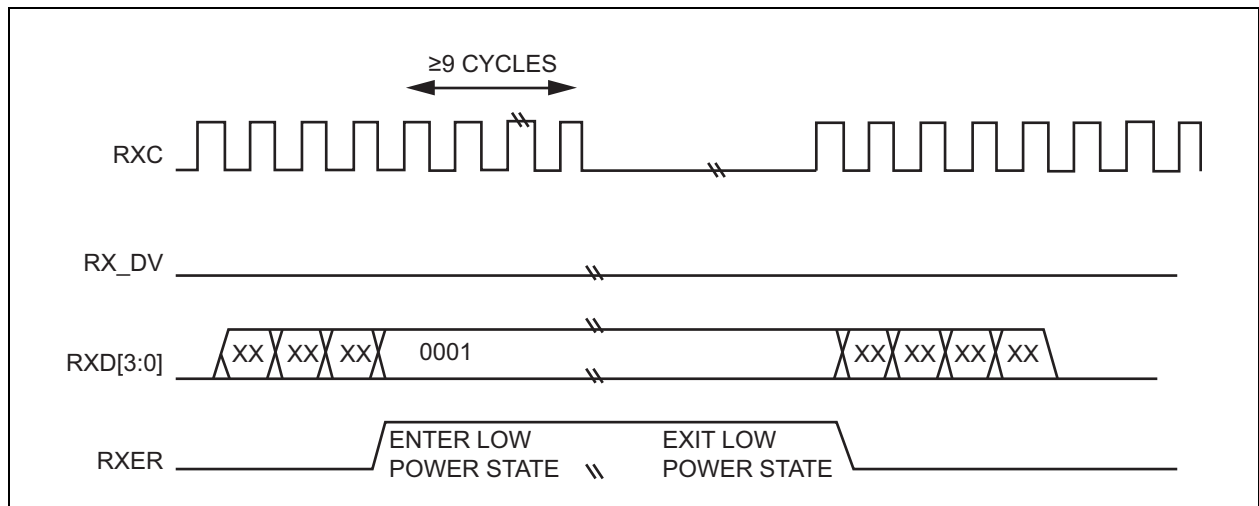 ≥9 CYCLES
RXC
RX_DV
RXD[3:0] XX XX XX 0001 XX XX XX XX
RXER ENTER LOW EXIT LOW
POWER STATE POWER STATE